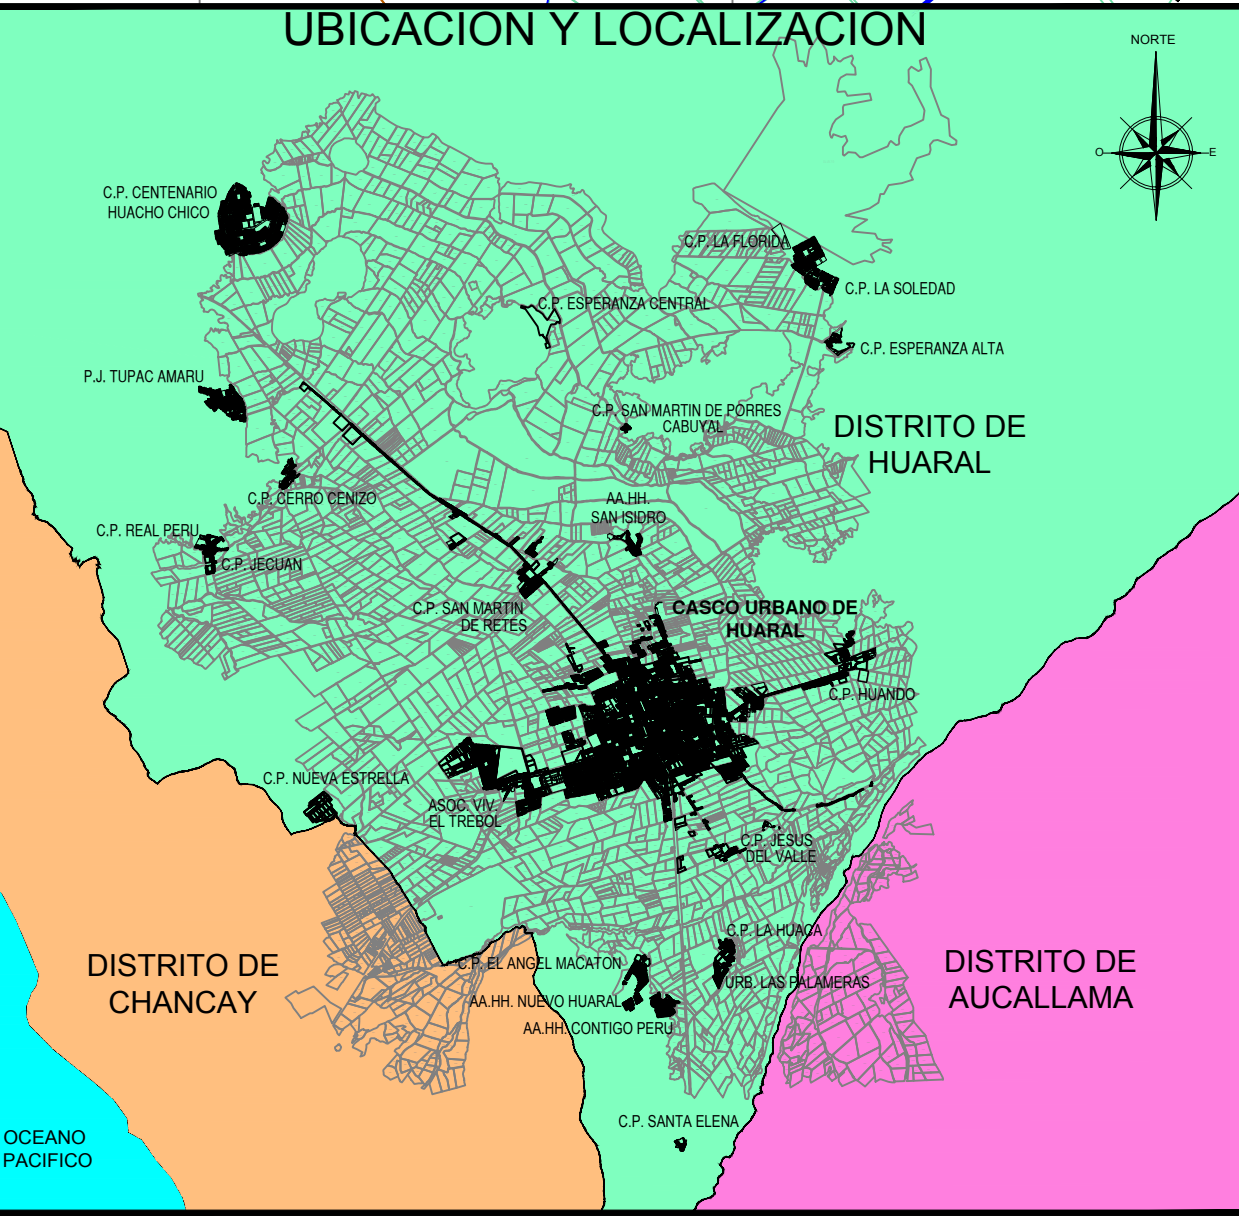 UBICACION Y LOCALIZACION
NORTE
O
E
C.P. CENTENARIO
HUACHO CHICO
C.P. LA FLORIDA
C.P. LA SOLEDAD
C.P. ESPERANZA CENTRAL
C.P. ESPERANZA ALTA
P.J. TUPAC AMARU
C.P. SAN MARTIN DE PORRES
CABUYAL
DISTRITO DE
HUARAL
C.P. CERRO CENIZO
AA.HH.
SAN ISIDRO
C.P. REAL PERU
C.P. JECUAN
C.P. SAN MARTIN
DE RETES
CASCO URBANO DE
HUARAL
C.P. HUANDO
C.P. NUEVA ESTRELLA
ASOC. VIV.
EL TREBOL
C.P. JESUS
DEL VALLE
C.P. LA HUACA
C.P. EL ANGEL MACATON
URB. LAS PALAMERAS
AA.HH. NUEVO HUARAL
AA.HH. CONTIGO PERU
DISTRITO DE
CHANCAY
DISTRITO DE
AUCALLAMA
C.P. SANTA ELENA
OCEANO
PACIFICO